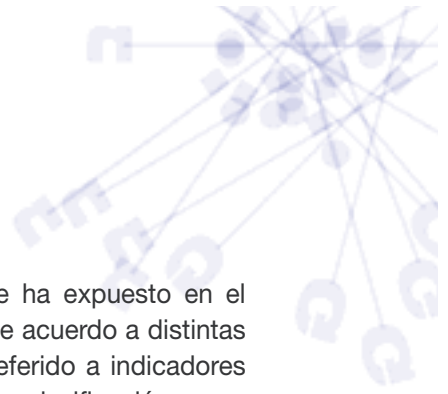 e ha expuesto en el
e acuerdo a distintas
eferido a indicadores